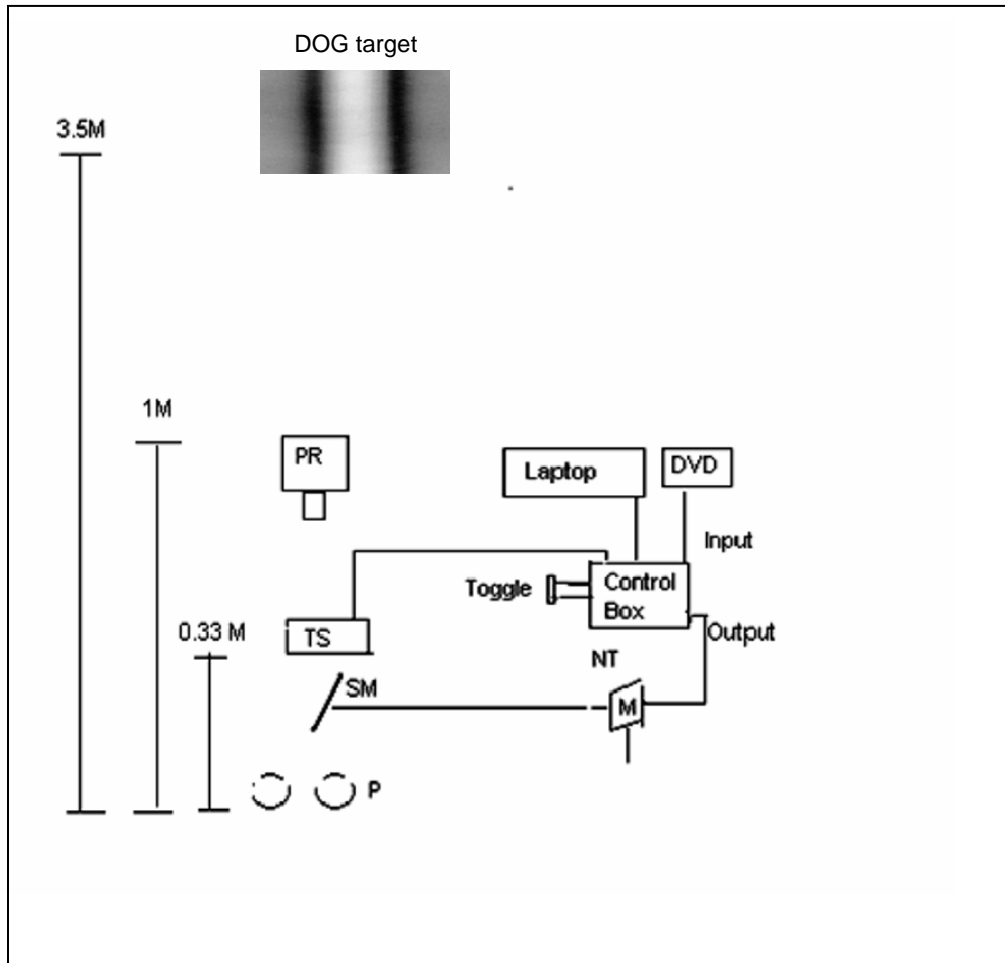 DOG target
3.5M
1M
PR
Laptop
DVD
Input
Toggle
Control
Box
0.33 M
TS
Output
NT
SM
M
P